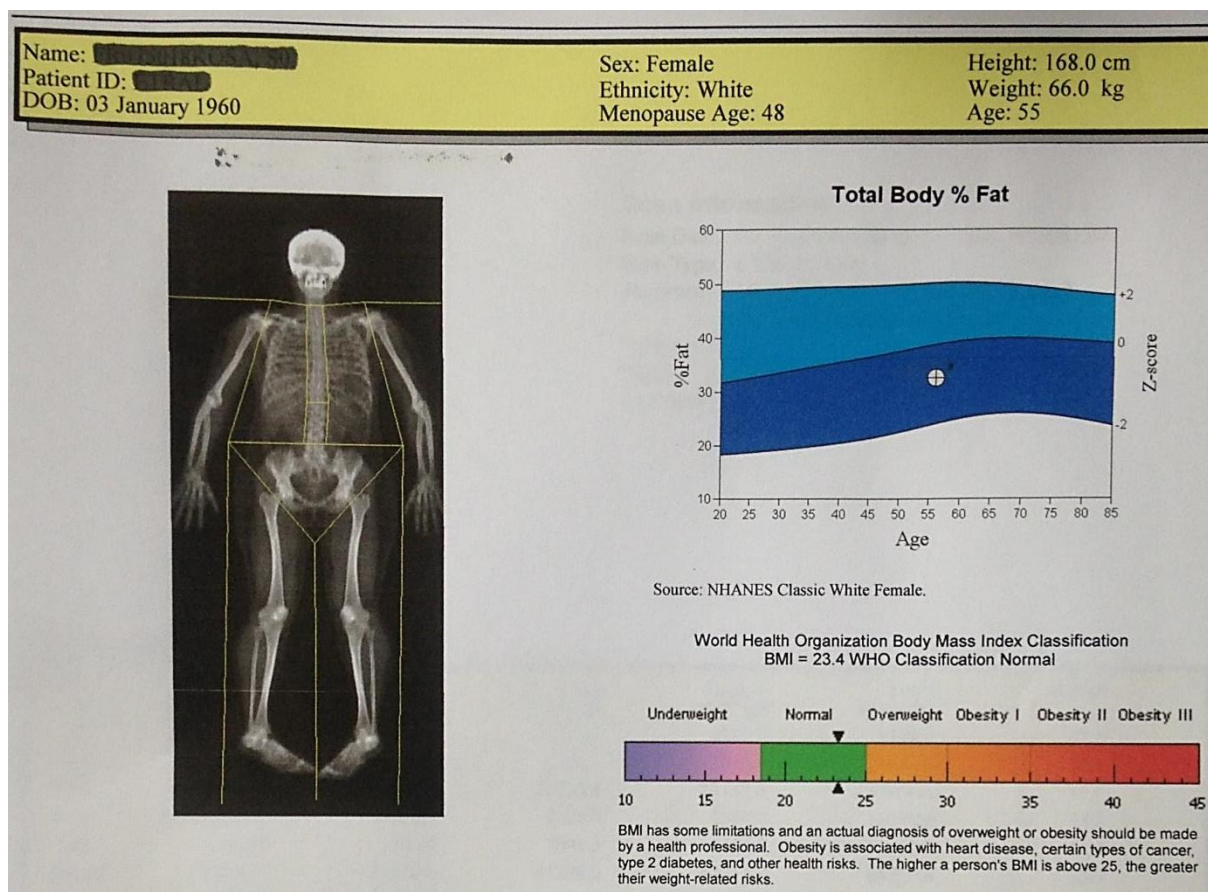 Name:
Patient ID:
DOB: 03 January 1960
Sex: Female
Ethnicity: White
Menopause Age: 48
Height: 168.0 cm
Weight: 66.0 kg
Age: 55
Total Body % Fat
60
50
40
30
20
10
%Fat
+2
0
-2
Z-score
20 25 30 35 40 45 50 55 60 65 70 75 80 85
Age
Source: NHANES Classic White Female.
World Health Organization Body Mass Index Classification
BMI = 23.4 WHO Classification Normal
Underweight Normal Overweight Obesity I Obesity II Obesity III
10 15 20 25 30 35 40 45
BMI has some limitations and an actual diagnosis of overweight or obesity should be made
by a health professional. Obesity is associated with heart disease, certain types of cancer,
type 2 diabetes, and other health risks. The higher a person's BMI is above 25, the greater
their weight-related risks.